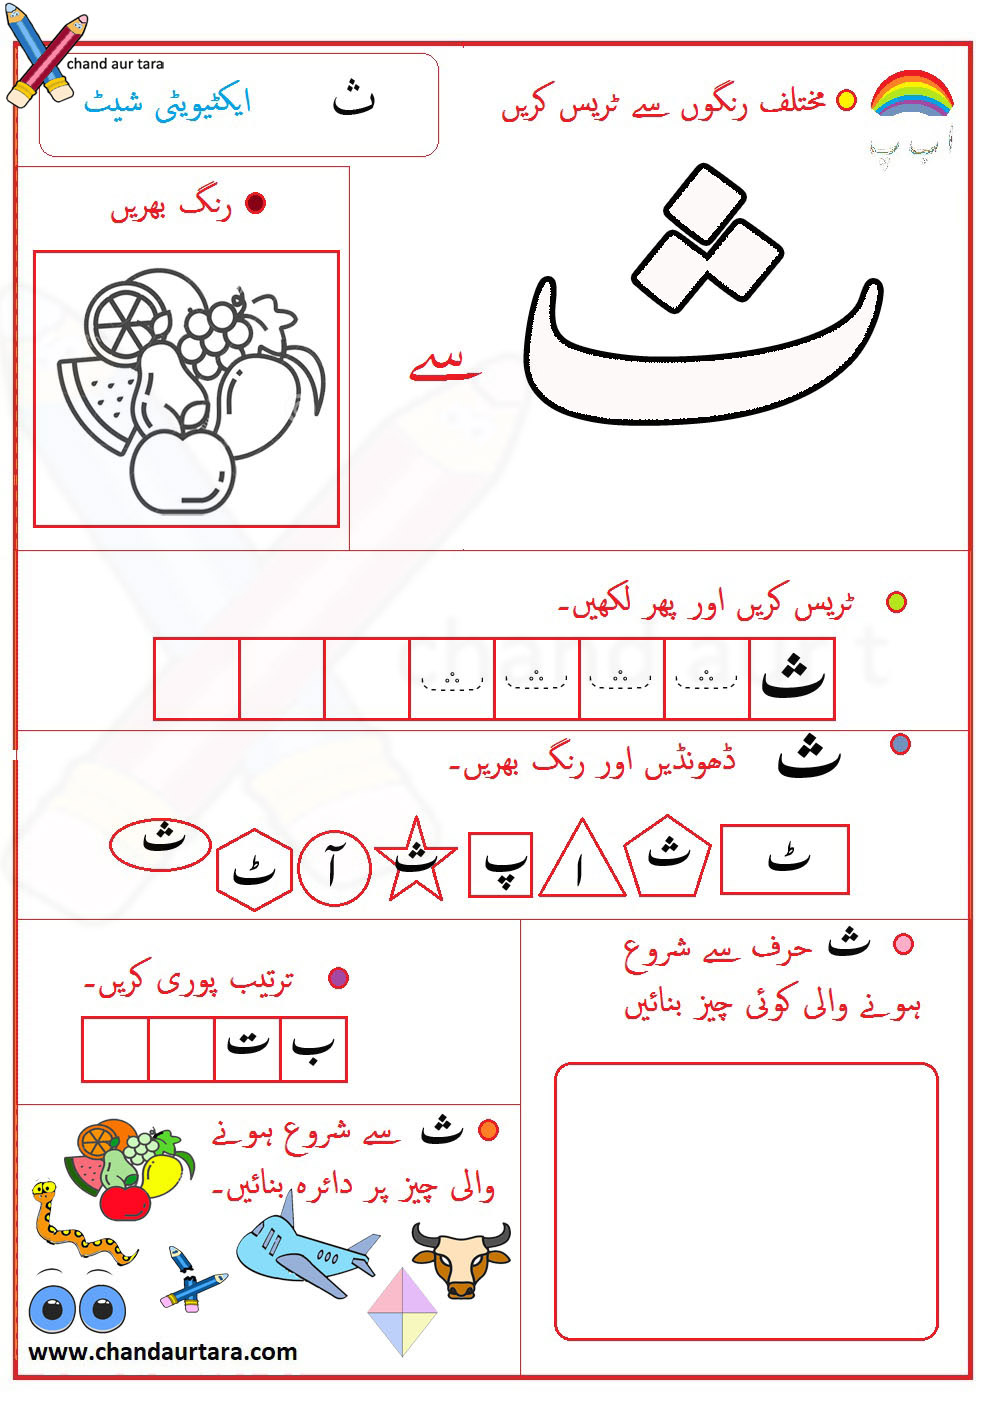 chand aur tara
ث ایکٹیویٹی شیٹ
مختلف رنگوں سے ٹریس کریں
ا پ پ
رنگ بھریں
ث سے
ٹریس کریں اور پھر لکھیں۔
ث ث ث ث ث
ث ڈھونڈیں اور رنگ بھریں۔
ٹ ث ا پ ث آ ٹ ث
ث حرف سے شروع
ہونے والی کوئی چیز بنائیں
ترتیب پوری کریں۔
ب ت
ث سے شروع ہونے
والی چیز پر دائرہ بنائیں۔
www.chandaurtara.com